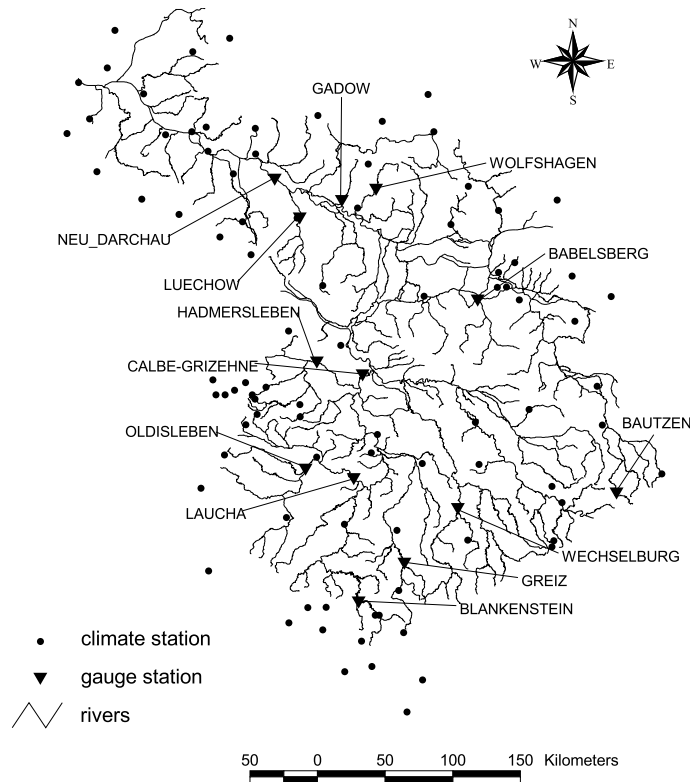 N
W
E
S
GADOW
WOLFSHAGEN
NEU_DARCHAU
BABELSBERG
LUECHOW
HADMERSLEBEN
CALBE-GRIZEHNE
BAUTZEN
OLDISLEBEN
LAUCHA
WECHSELBURG
GREIZ
BLANKENSTEIN
climate station
gauge station
rivers
50 0 50 100 150 Kilometers